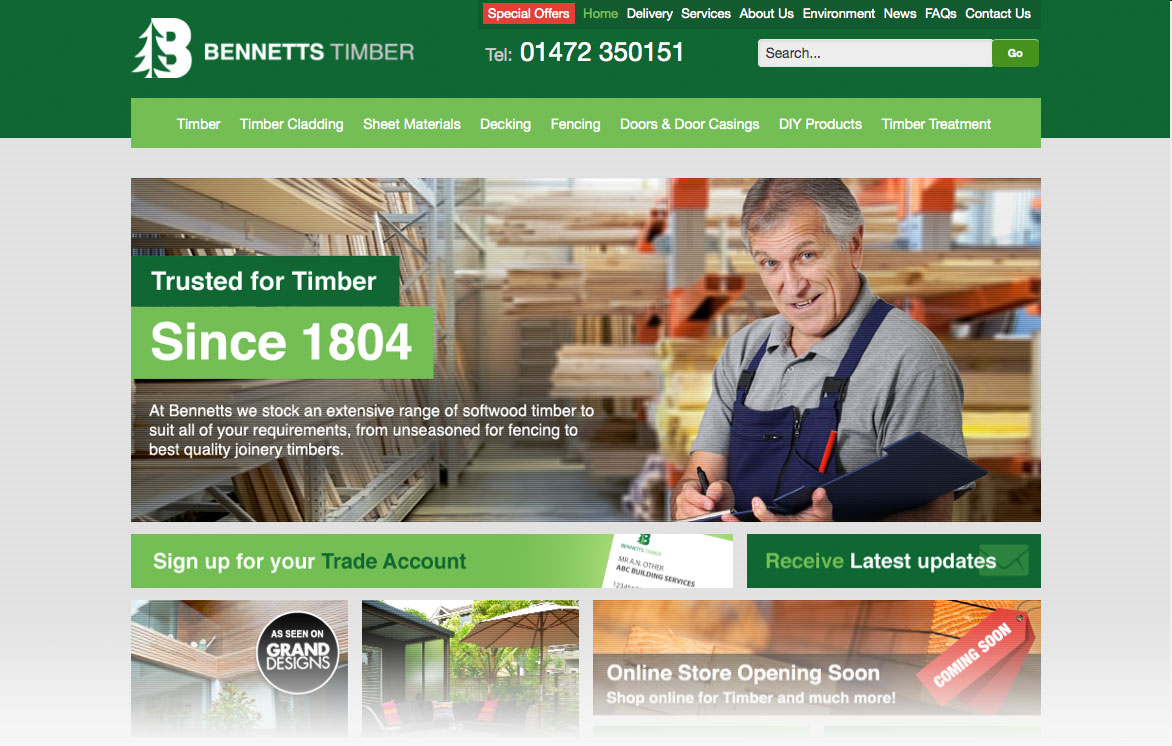 Special Offers Home Delivery Services About Us Environment News FAQs Contact Us
B
BENNETTS TIMBER
Tel: 01472 350151
Search...
Go
Timber Timber Cladding Sheet Materials Decking Fencing Doors & Door Casings DIY Products Timber Treatment
Trusted for Timber
Since 1804
At Bennetts we stock an extensive range of softwood timber to
suit all of your requirements, from unseasoned for fencing to
best quality joinery timbers.
Sign up for your Trade Account
B
BENNETTS TIMBER
MR A.N. OTHER
ABC BUILDING SERVICES
Receive Latest updates
AS SEEN ON
GRAND
DESIGNS
COMING SOON
Online Store Opening Soon
Shop online for Timber and much more!